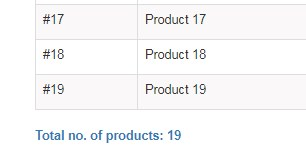 #17 Product 17
#18 Product 18
#19 Product 19
Total no. of products: 19